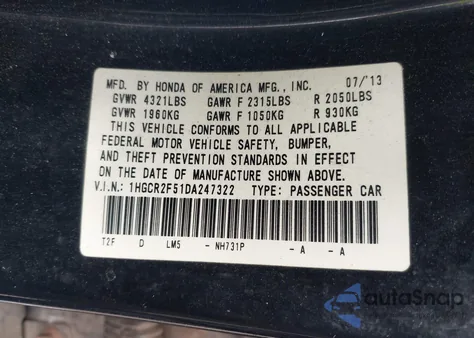 MFD. BY HONDA OF AMERICA MFG., INC. 07/'13
GVWR 4321LBS GAWR F 2315LBS R 2050LBS
GVWR 1960KG GAWR F 1050KG R 930KG
THIS VEHICLE CONFORMS TO ALL APPLICABLE
FEDERAL MOTOR VEHICLE SAFETY, BUMPER,
AND THEFT PREVENTION STANDARDS IN EFFECT
ON THE DATE OF MANUFACTURE SHOWN ABOVE.
V.I.N.: 1HGCR2F51DA247322 TYPE: PASSENGER CAR
T2F D LM5 - NH731P - A - A
autoSnap